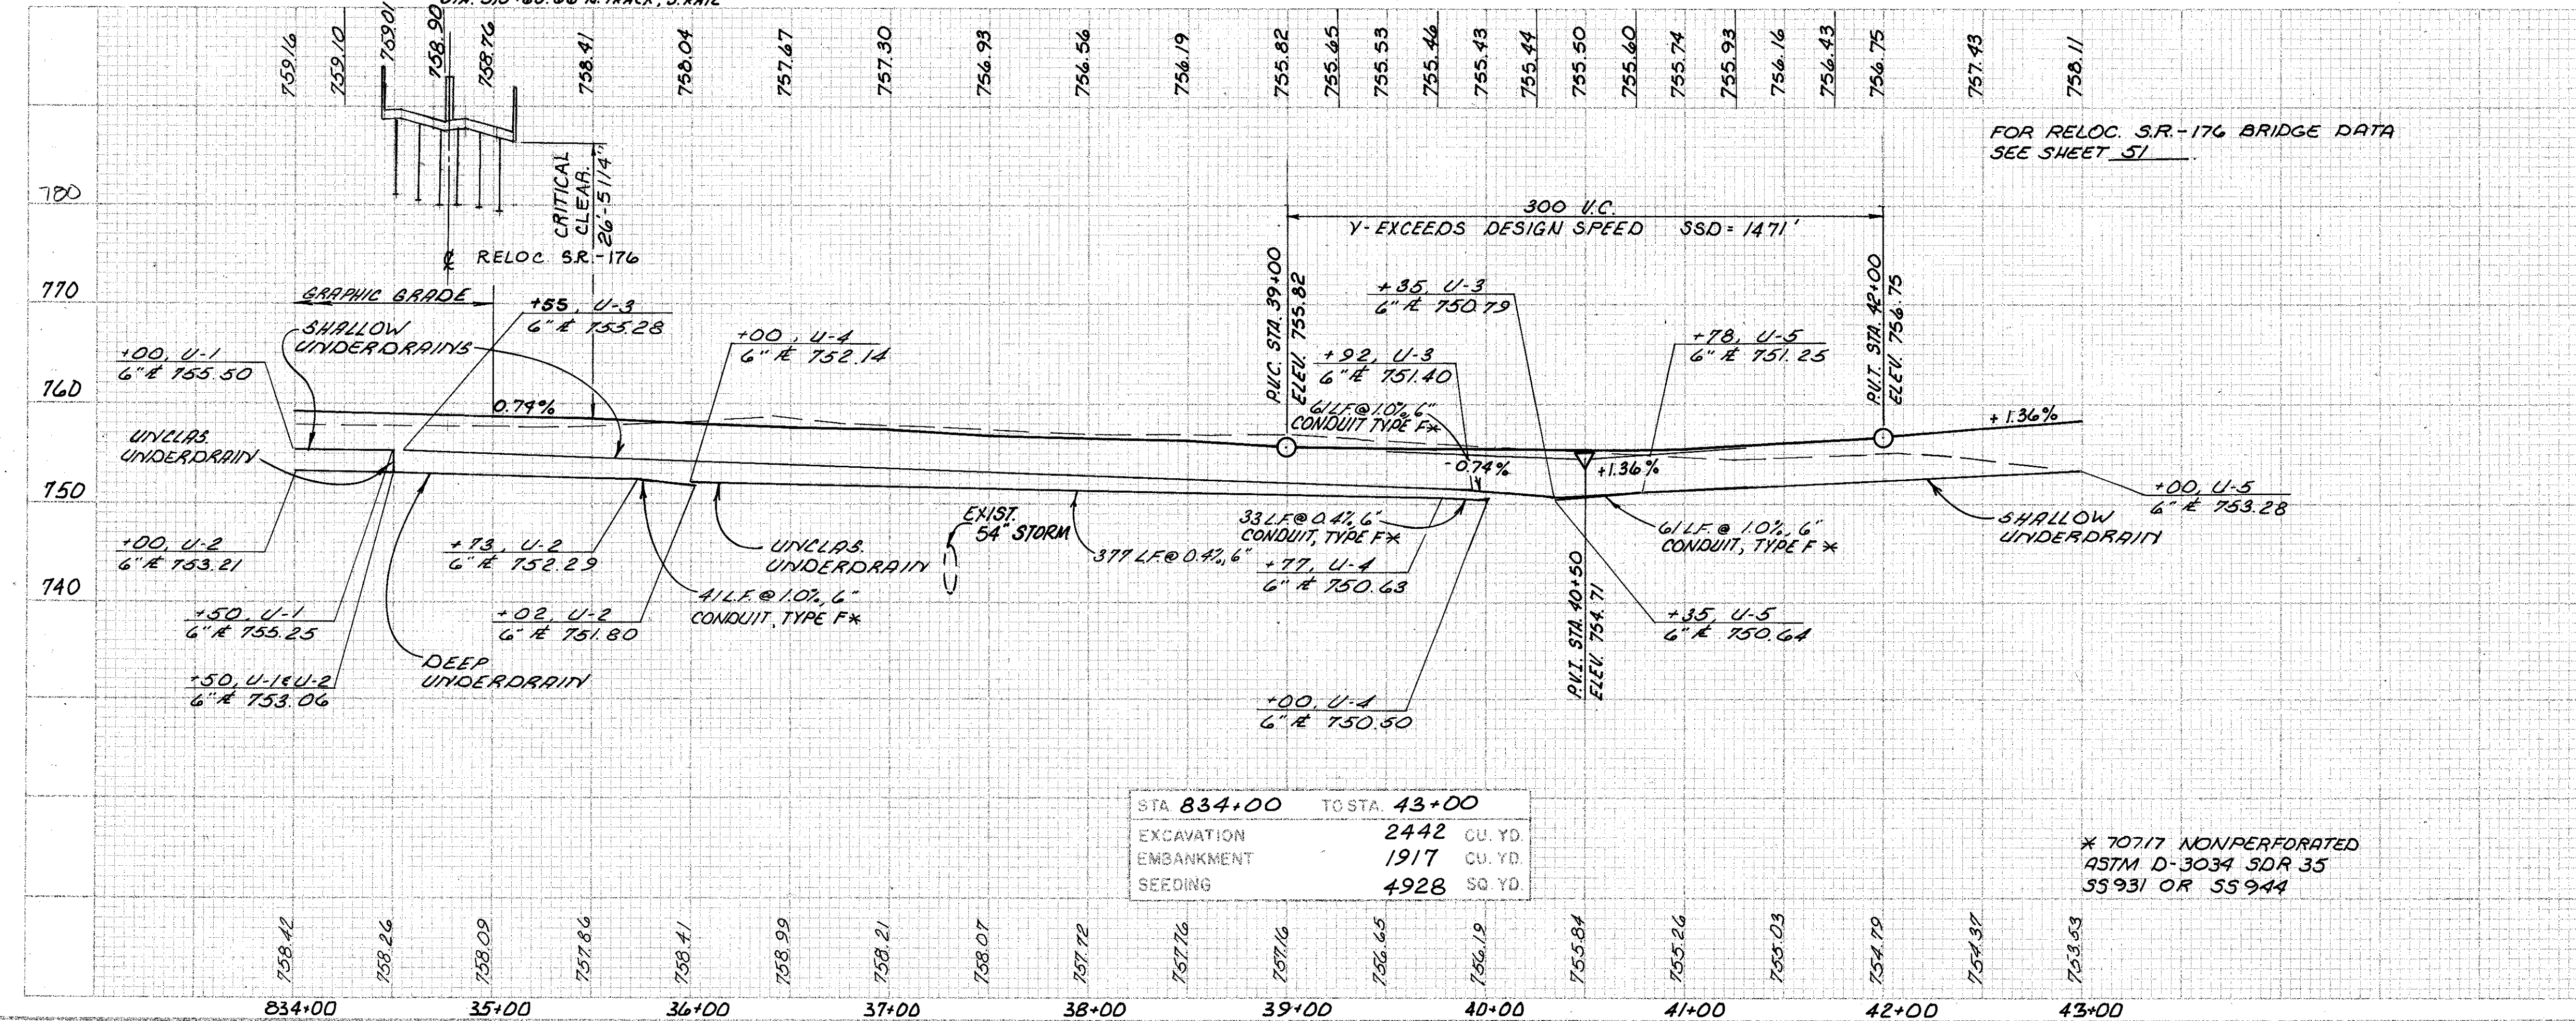 759.16
759.10
759.01
758.90
758.76
758.41
758.04
757.67
757.30
756.93
756.56
756.19
755.82
755.65
755.53
755.46
755.43
755.44
755.50
755.60
755.74
755.93
756.16
756.43
756.75
757.43
758.11
FOR RELOC. S.R.-176 BRIDGE DATA
SEE SHEET 51
780
770
760
750
740
CRITICAL
CLEAR.
26'-5 1/4"
℄ RELOC. S.R.-176
300 V.C.
V-EXCEEDS DESIGN SPEED SSD = 1471'
GRAPHIC GRADE
SHALLOW
UNDERDRAINS
+55, U-3
6" ⅊ 755.28
+00, U-4
6" ⅊ 752.14
+00, U-1
6" ⅊ 755.50
0.74%
UNCLAS.
UNDERDRAIN
P.V.C. STA. 39+00
ELEV. 755.82
+35, U-3
6" ⅊ 750.79
+92, U-3
6" ⅊ 751.40
61 L.F. @ 1.0%, 6"
CONDUIT TYPE F*
-0.74%
+1.36%
+78, U-5
6" ⅊ 751.25
P.V.T. STA. 42+00
ELEV. 756.75
+1.36%
+00, U-5
6" ⅊ 753.28
SHALLOW
UNDERDRAIN
+00, U-2
6" ⅊ 753.21
+73, U-2
6" ⅊ 752.29
UNCLAS.
UNDERDRAIN
EXIST.
54" STORM
377 L.F. @ 0.4%, 6"
33 L.F. @ 0.4%, 6"
CONDUIT, TYPE F*
+77, U-4
6" ⅊ 750.63
61 L.F. @ 1.0%, 6"
CONDUIT, TYPE F*
+50, U-1
6" ⅊ 755.25
+02, U-2
6" ⅊ 751.80
41 L.F. @ 1.0%, 6"
CONDUIT, TYPE F*
+35, U-5
6" ⅊ 750.64
P.V.I. STA. 40+50
ELEV. 754.71
DEEP
UNDERDRAIN
+50, U-1&U-2
6" ⅊ 753.06
+00, U-4
6" ⅊ 750.50
STA. 834+00 TO STA. 43+00
EXCAVATION 2442 CU. YD.
EMBANKMENT 1917 CU. YD.
SEEDING 4928 SQ. YD.
* 707.17 NONPERFORATED
ASTM D-3034 SDR 35
SS 931 OR SS 944
758.42
758.26
758.09
757.86
758.41
758.99
758.21
758.07
757.72
757.76
757.16
756.65
756.19
755.84
755.26
755.03
754.79
754.37
753.53
834+00
35+00
36+00
37+00
38+00
39+00
40+00
41+00
42+00
43+00